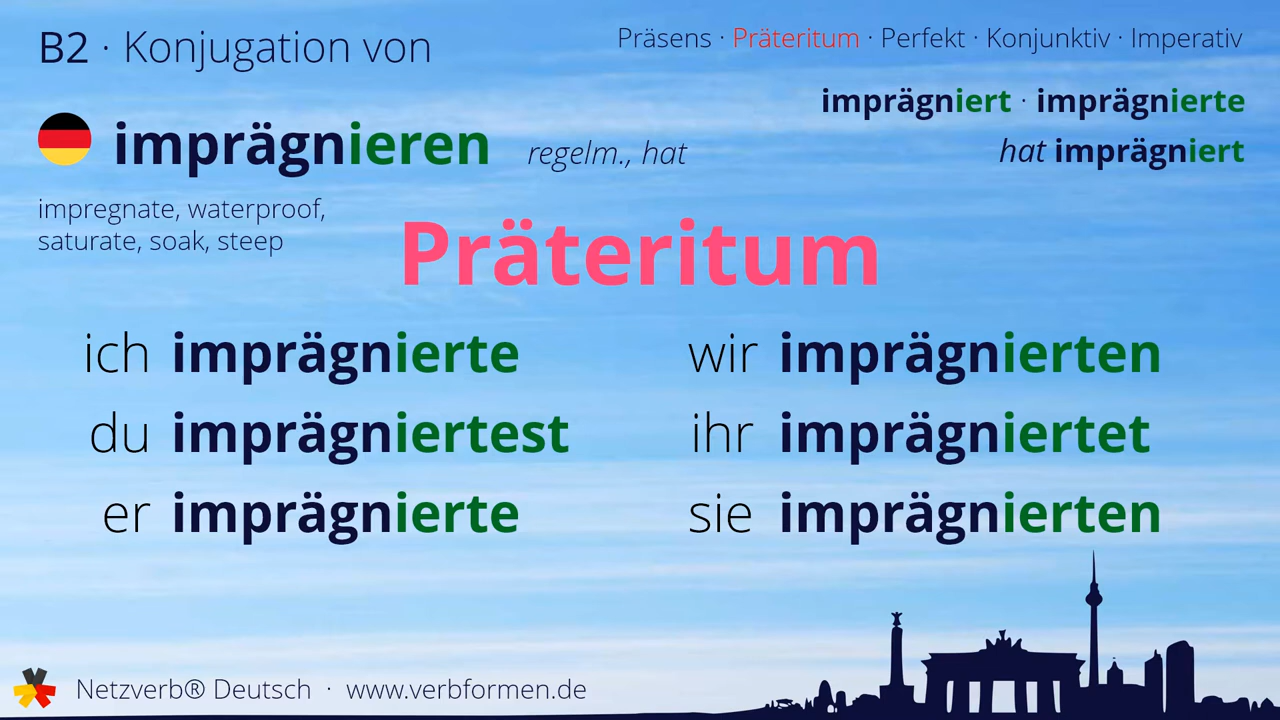 B2 · Konjugation von
Präsens · Präteritum · Perfekt · Konjunktiv · Imperativ
imprägnieren regelm., hat
imprägniert · imprägnierte
hat imprägniert
impregnate, waterproof,
saturate, soak, steep
Präteritum
ich imprägnierte
du imprägniertest
er imprägnierte
wir imprägnierten
ihr imprägniertet
sie imprägnierten
Netzverb® Deutsch · www.verbformen.de